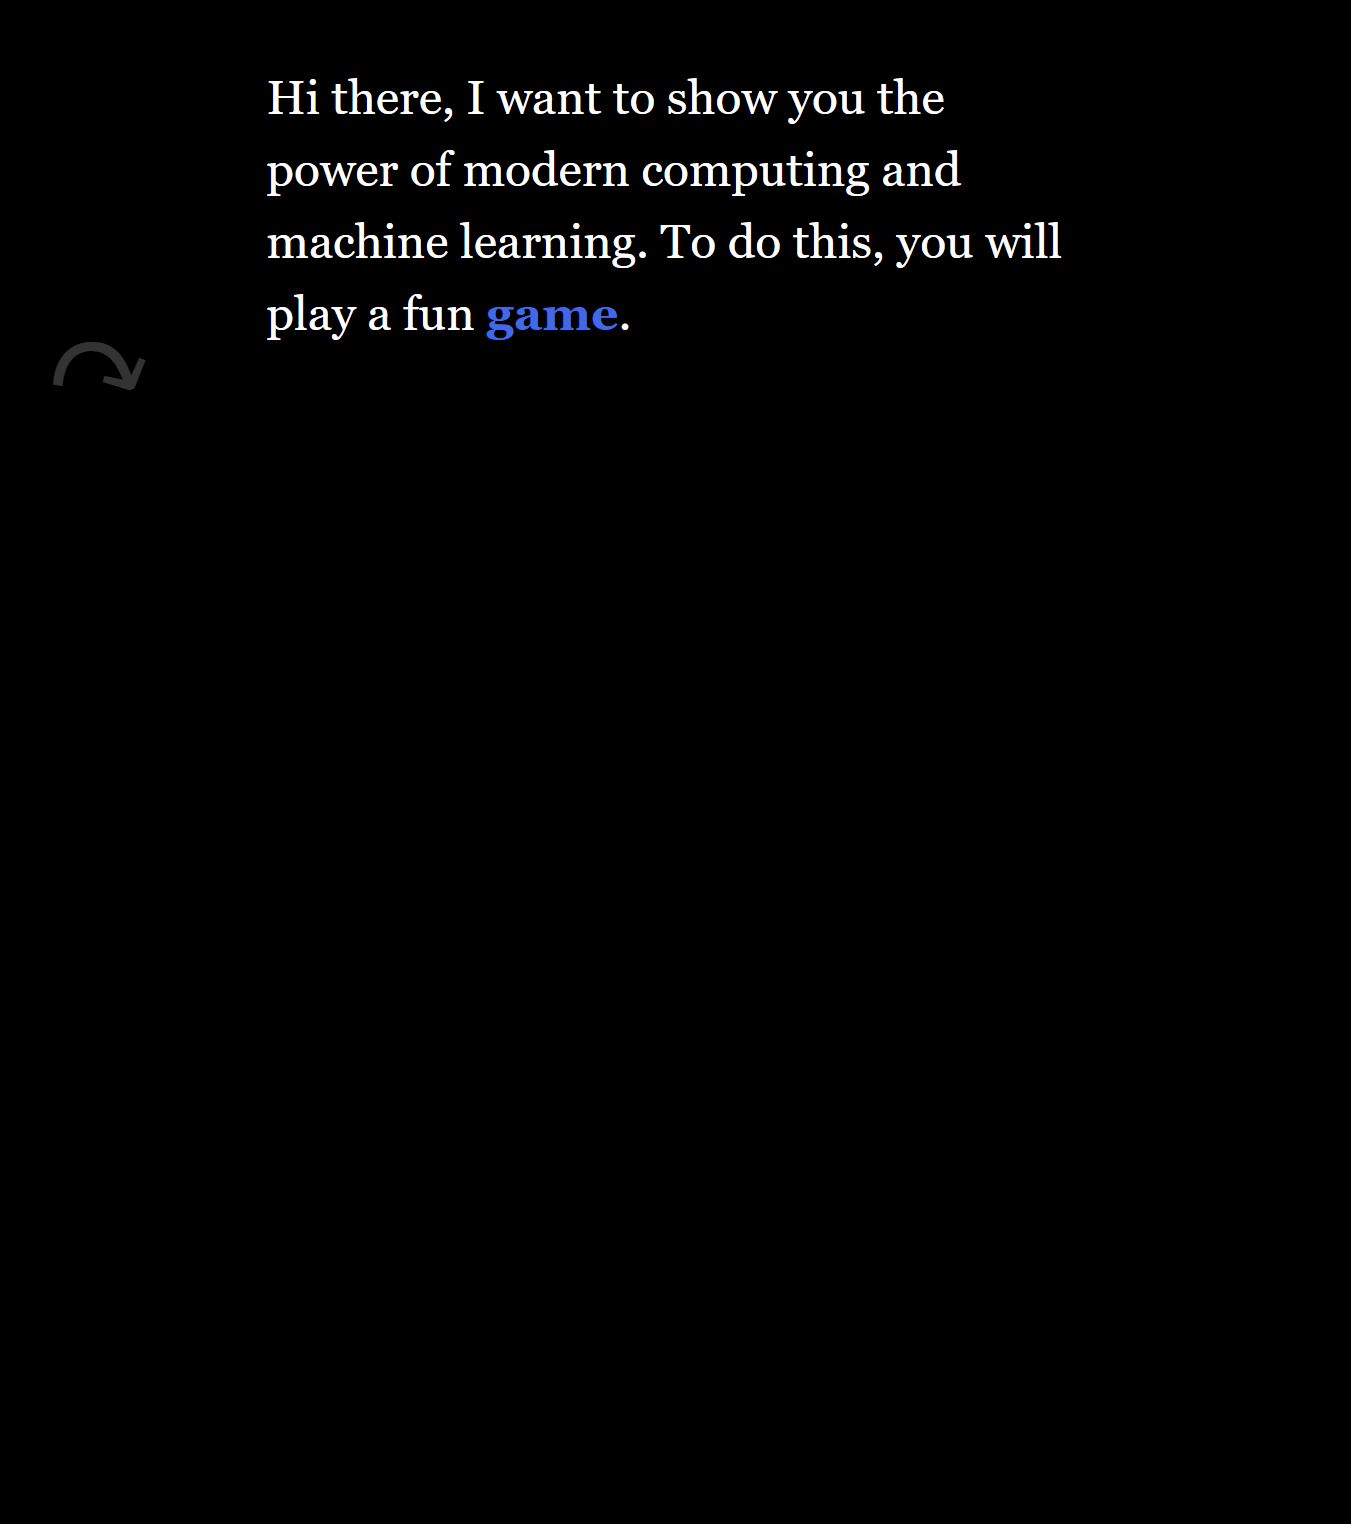 Hi there, I want to show you the
power of modern computing and
machine learning. To do this, you will
play a fun game.